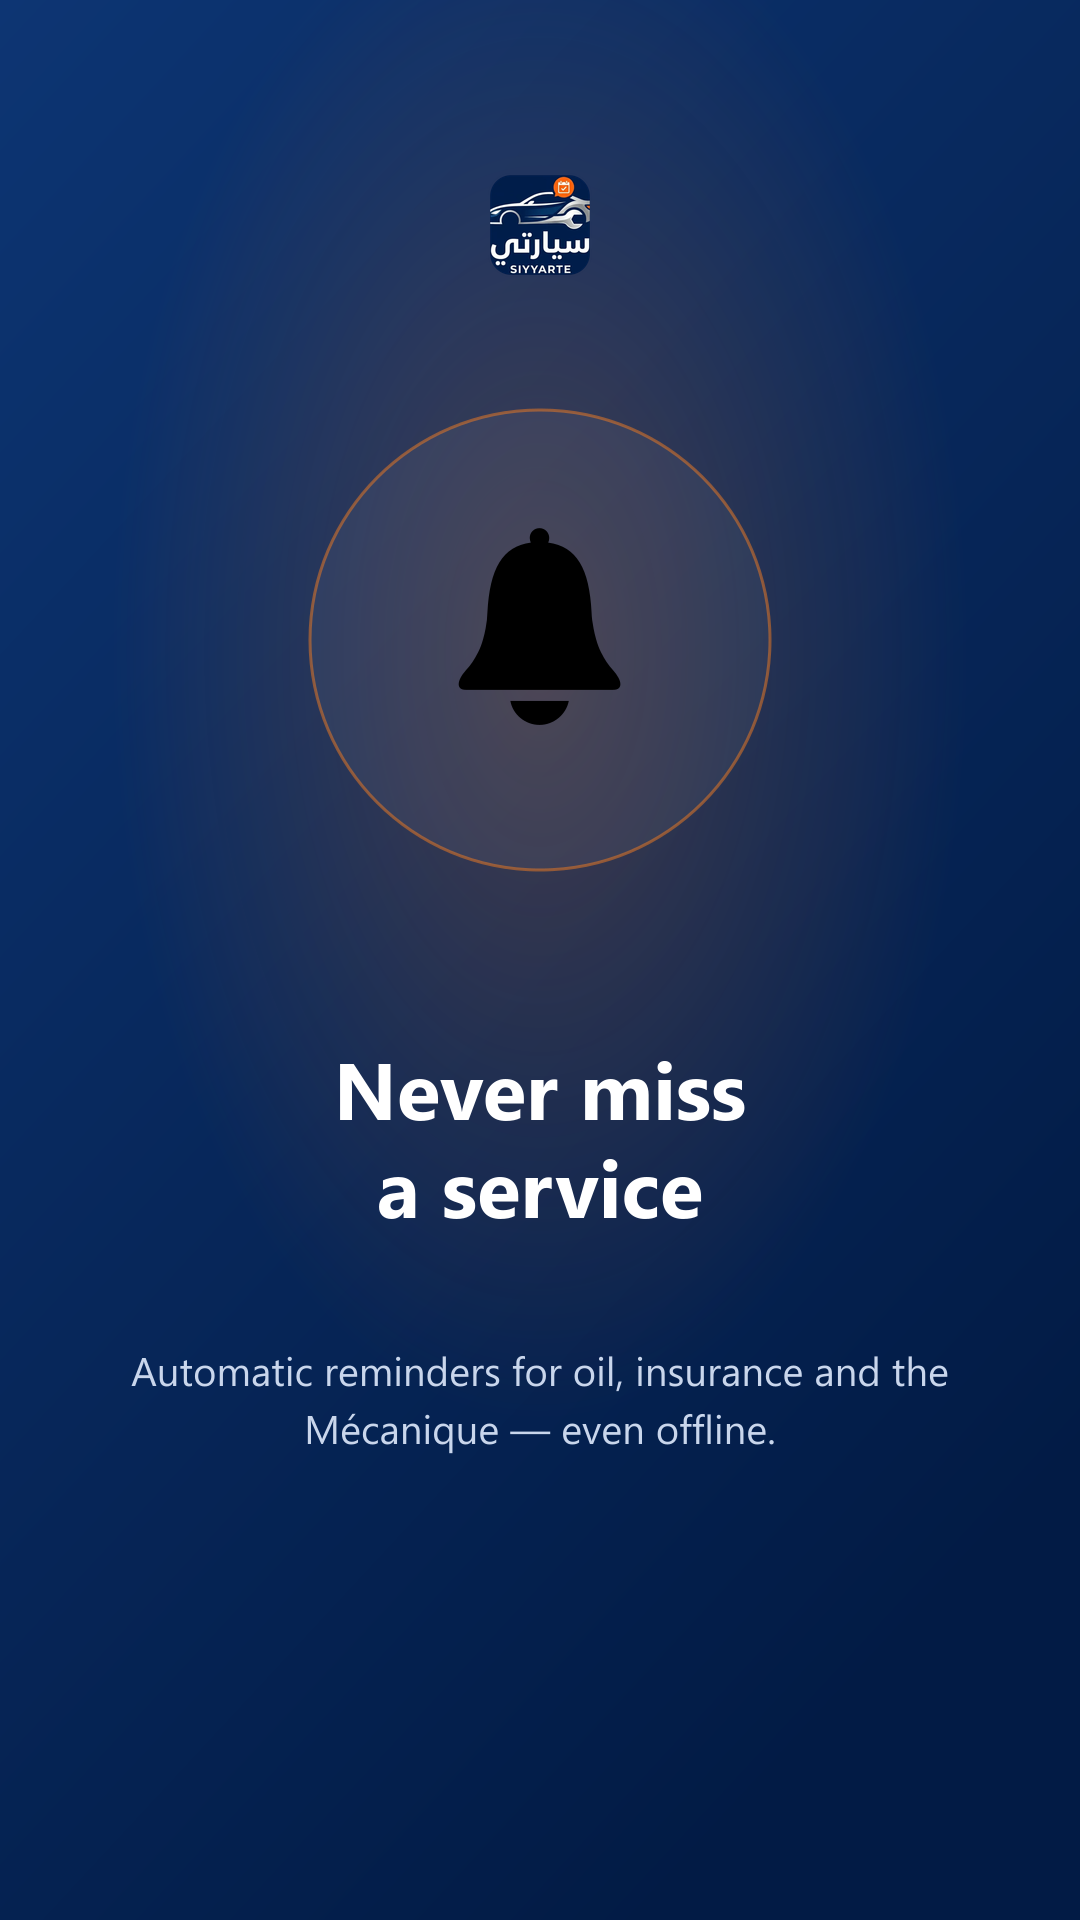 سيارتي
SIYYARTE
Never miss
a service
Automatic reminders for oil, insurance and the
Mécanique — even offline.